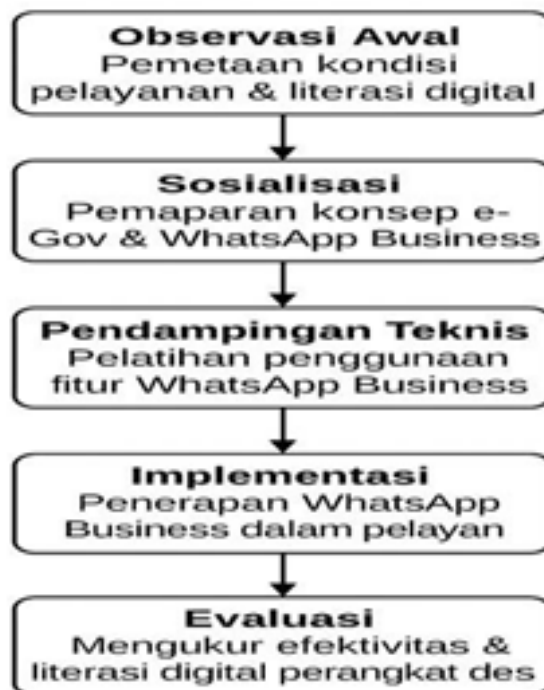 Observasi Awal
Pemetaan kondisi
pelayanan & literasi digital
Sosialisasi
Pemaparan konsep e-
Gov & WhatsApp Business
Pendampingan Teknis
Pelatihan penggunaan
fitur WhatsApp Business
Implementasi
Penerapan WhatsApp
Business dalam pelayan
Evaluasi
Mengukur efektivitas &
literasi digital perangkat des